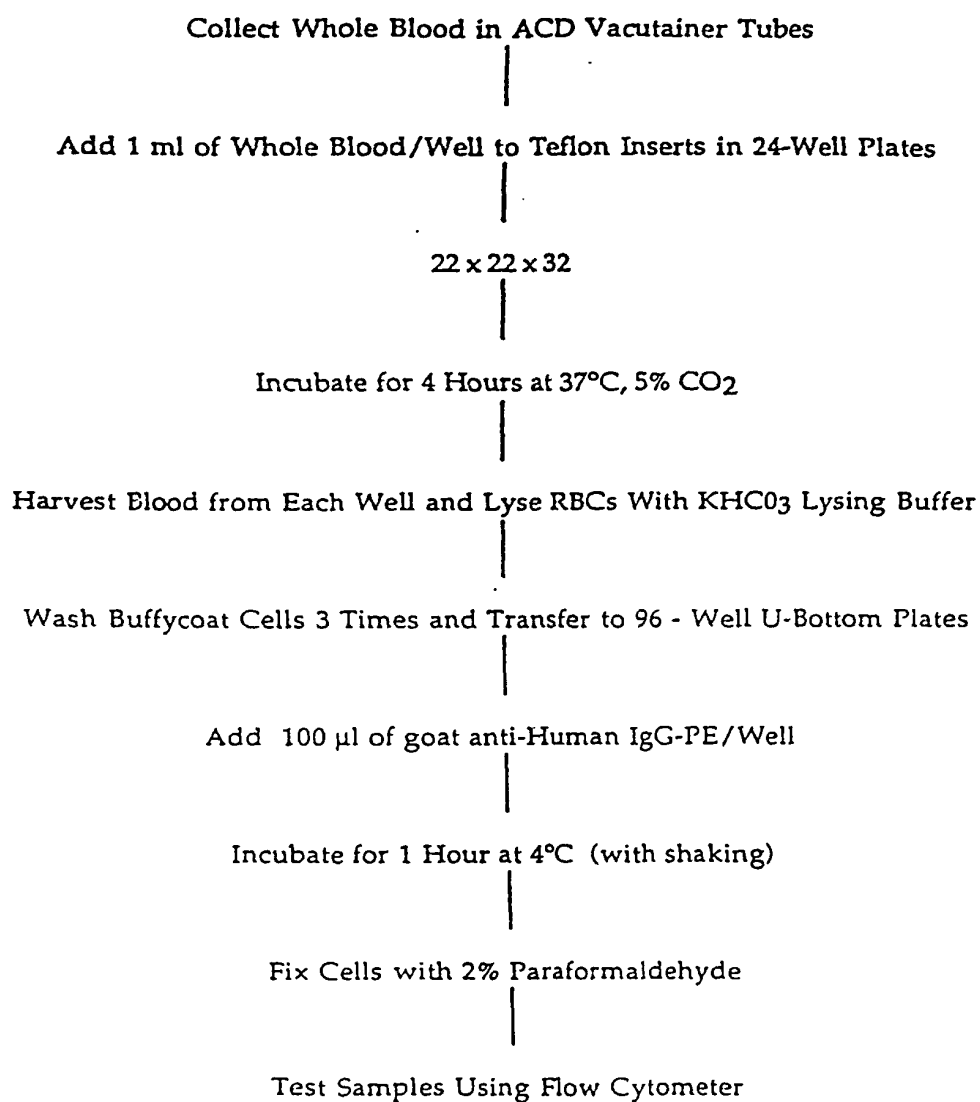 Collect Whole Blood in ACD Vacutainer Tubes
Add 1 ml of Whole Blood/Well to Teflon Inserts in 24-Well Plates
22 x 22 x 32
Incubate for 4 Hours at 37°C, 5% CO2
Harvest Blood from Each Well and Lyse RBCs With KHC03 Lysing Buffer
Wash Buffycoat Cells 3 Times and Transfer to 96 - Well U-Bottom Plates
Add 100 µl of goat anti-Human IgG-PE/Well
Incubate for 1 Hour at 4°C (with shaking)
Fix Cells with 2% Paraformaldehyde
Test Samples Using Flow Cytometer